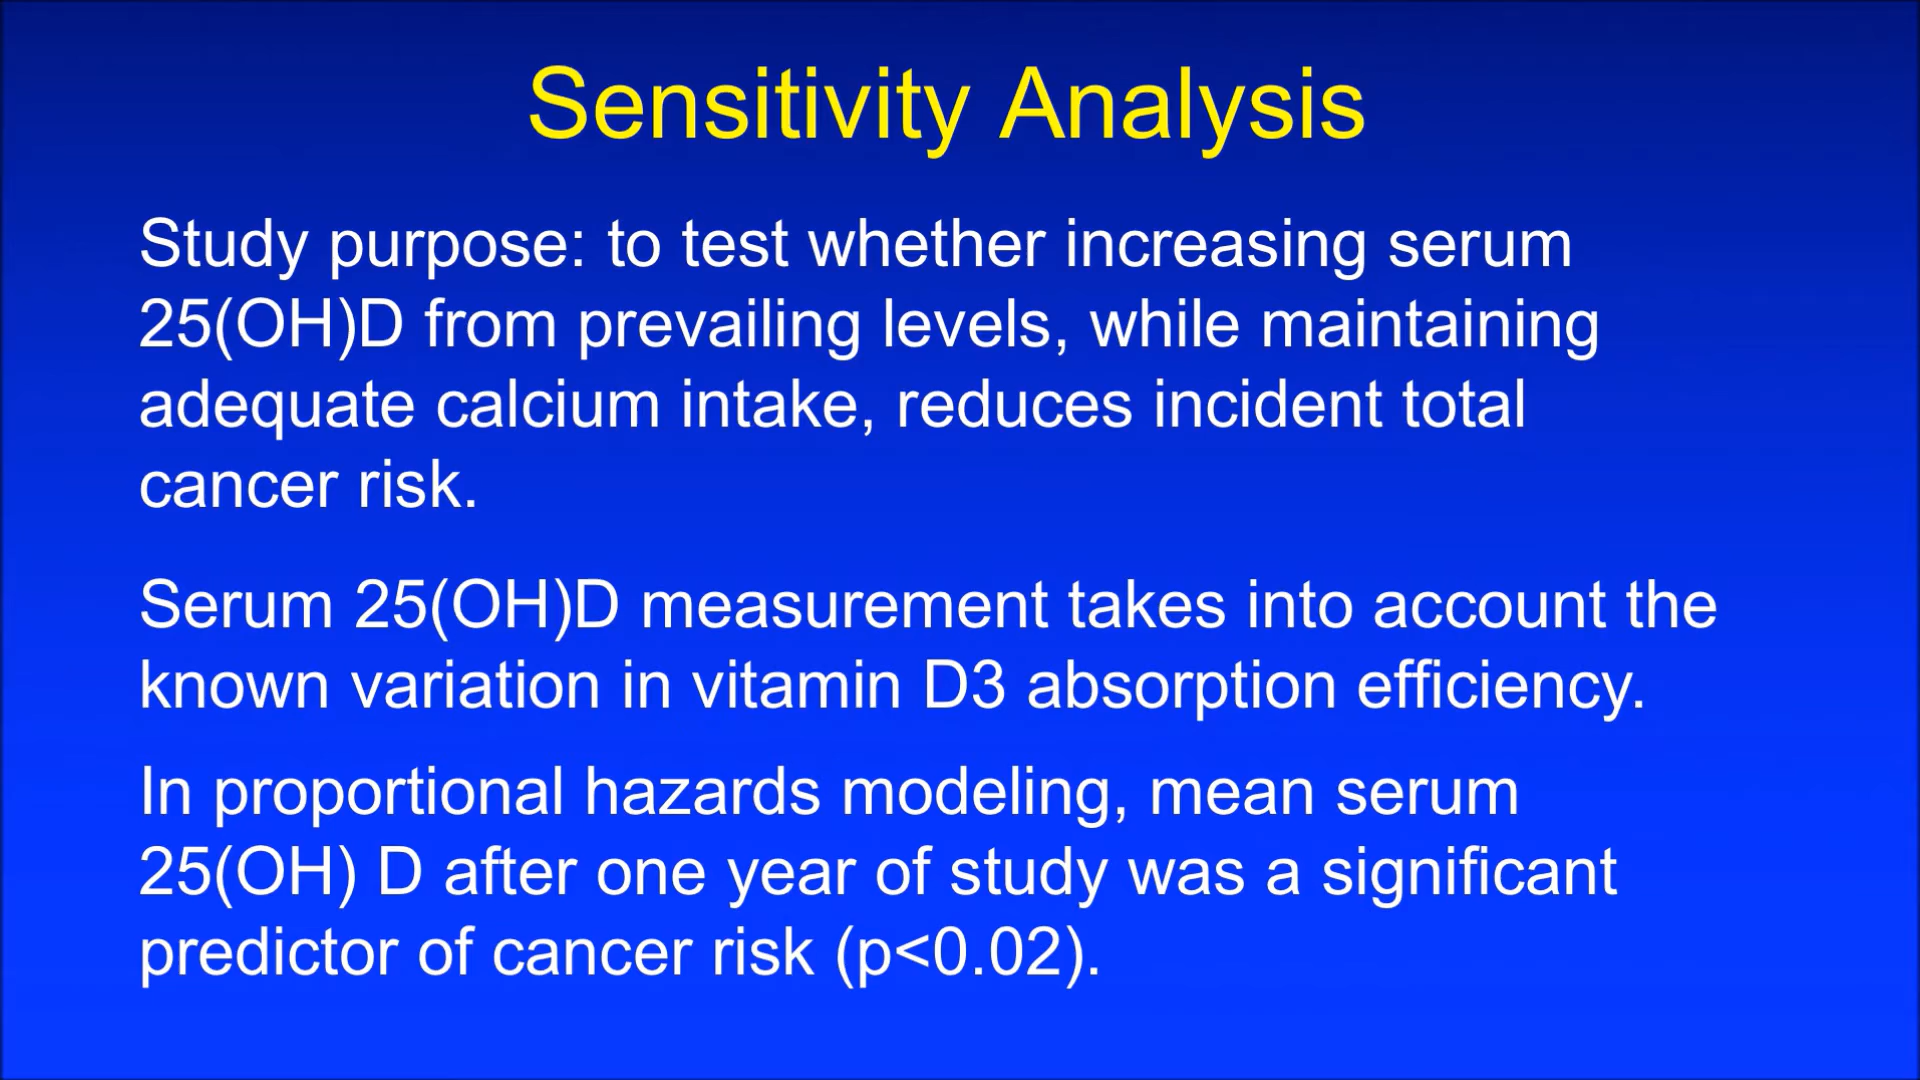 Sensitivity Analysis
Study purpose: to test whether increasing serum
25(OH)D from prevailing levels, while maintaining
adequate calcium intake, reduces incident total
cancer risk.
Serum 25(OH)D measurement takes into account the
known variation in vitamin D3 absorption efficiency.
In proportional hazards modeling, mean serum
25(OH) D after one year of study was a significant
predictor of cancer risk (p<0.02).